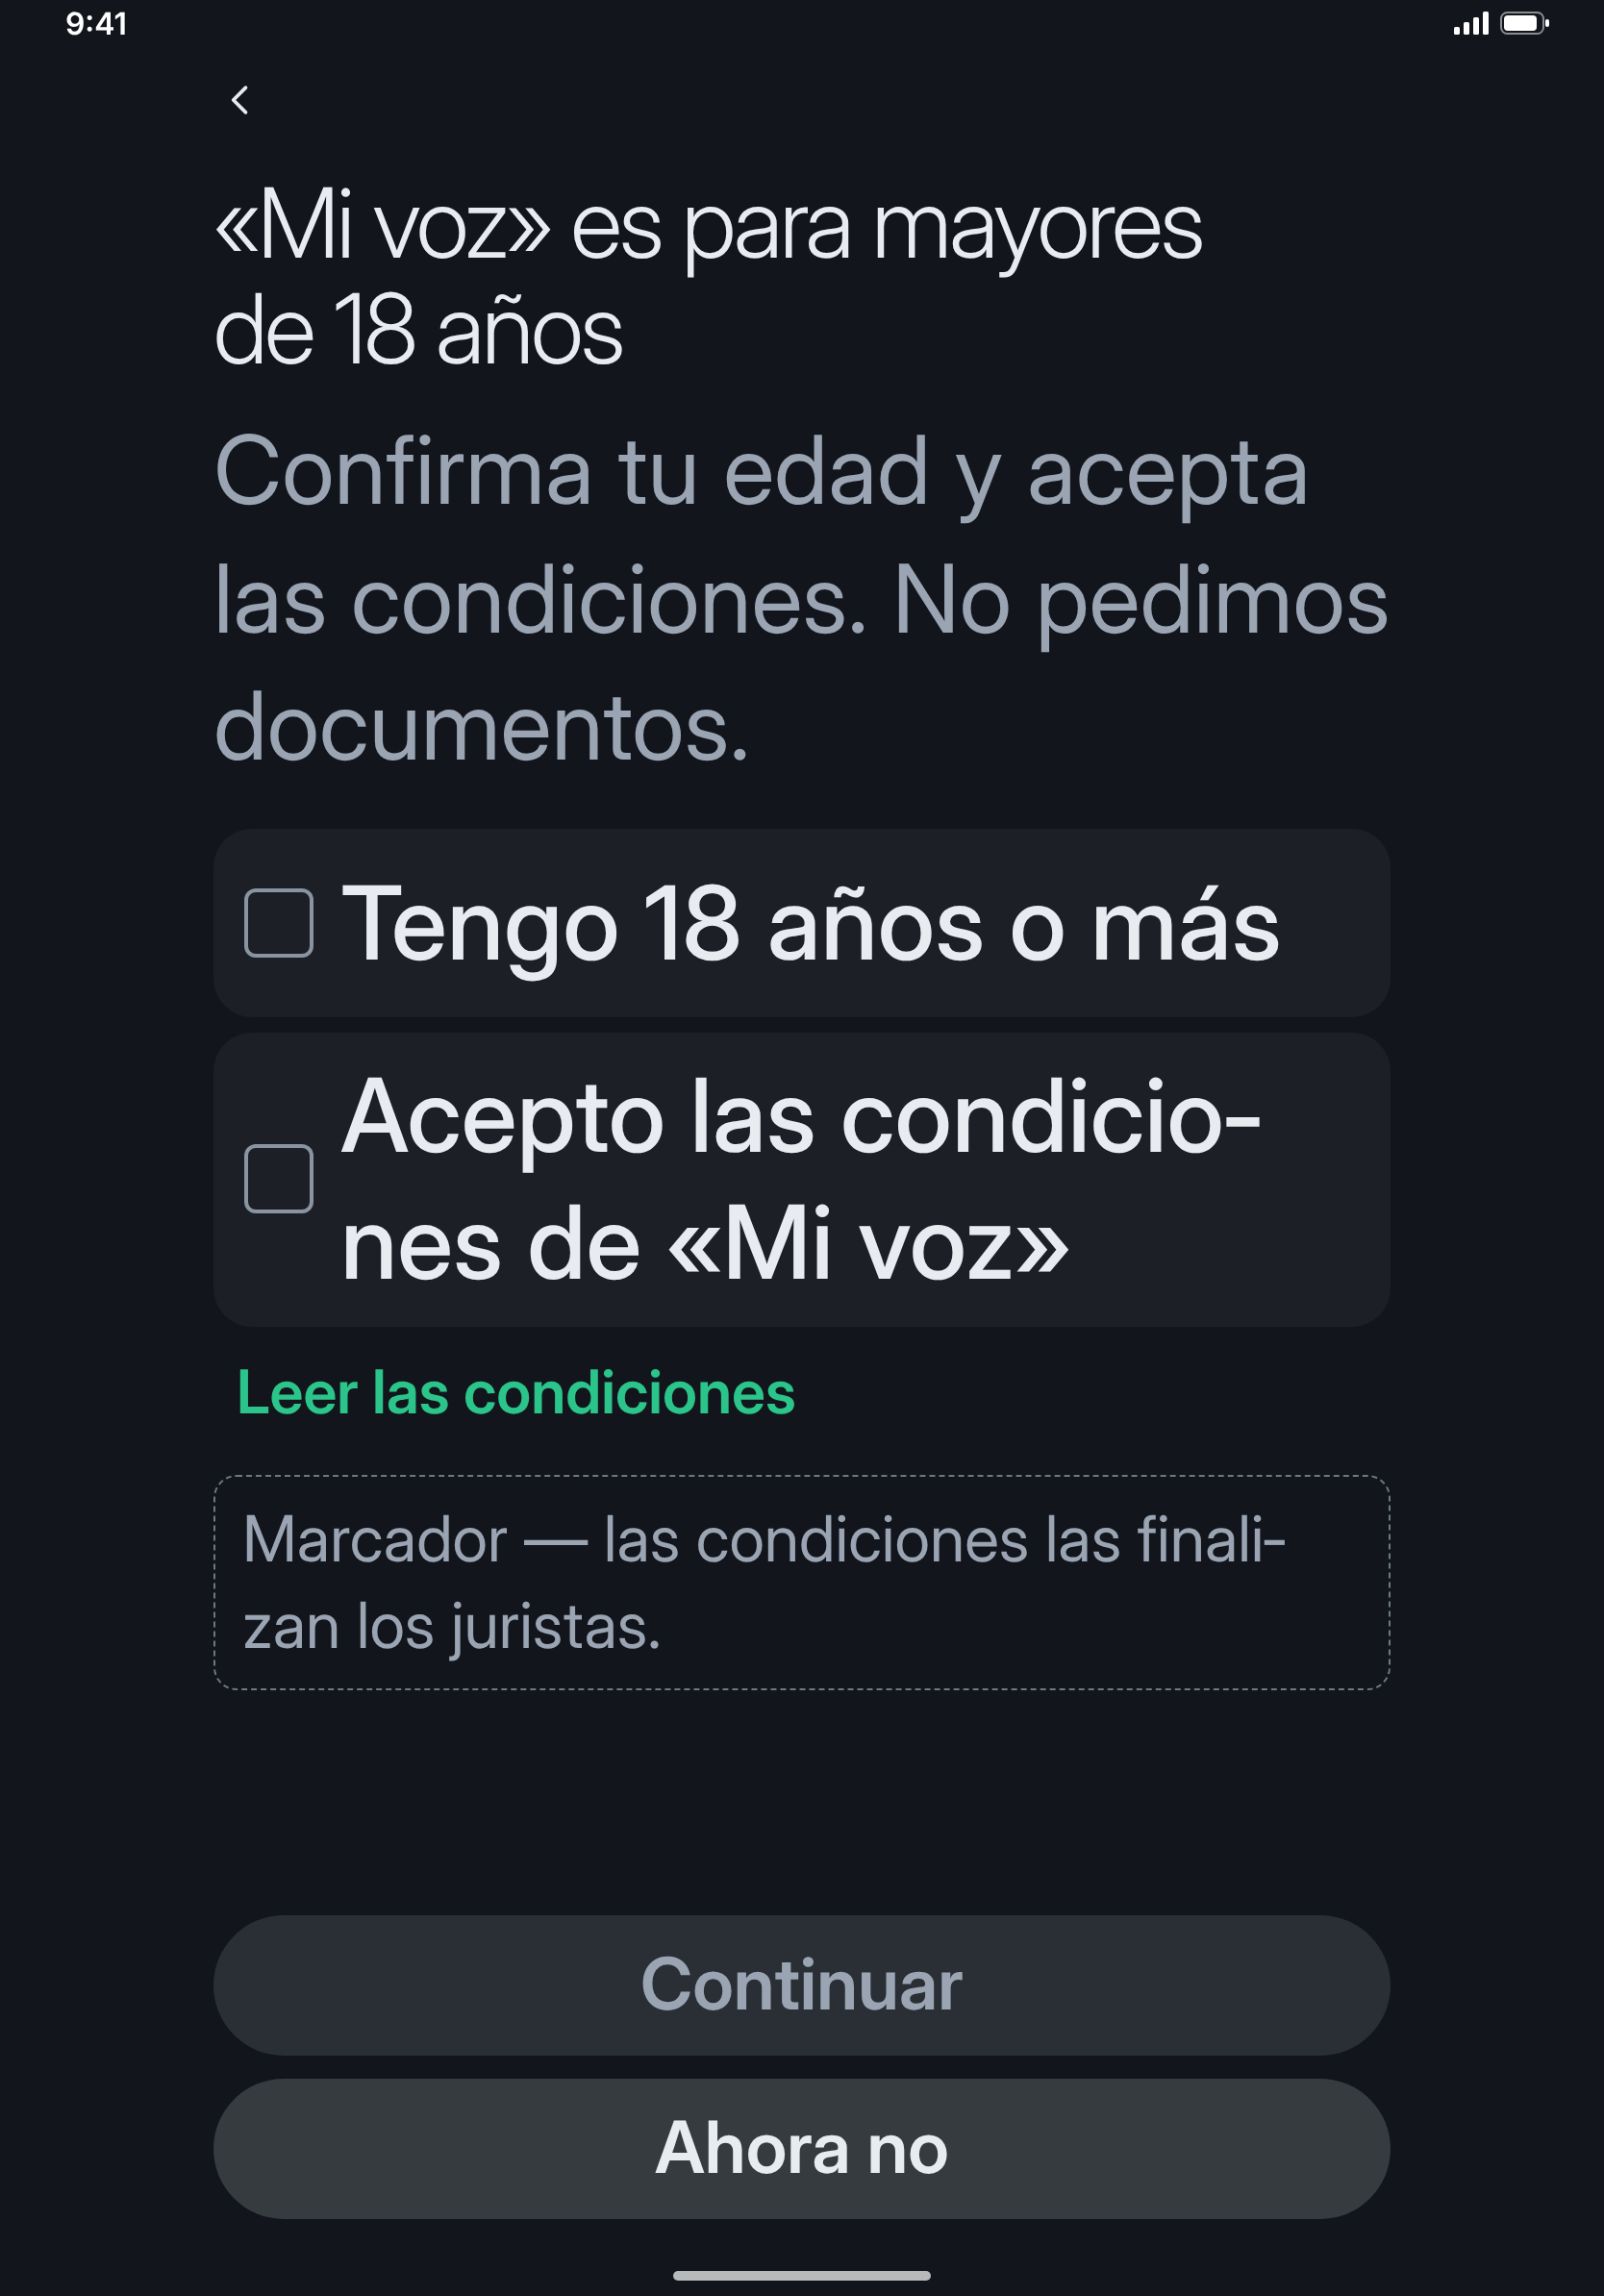 9:41
«Mi voz» es para mayores
de 18 años
Confirma tu edad y acepta
las condiciones. No pedimos
documentos.
Tengo 18 años o más
Acepto las condicio-
nes de «Mi voz»
Leer las condiciones
Marcador — las condiciones las finali-
zan los juristas.
Continuar
Ahora no